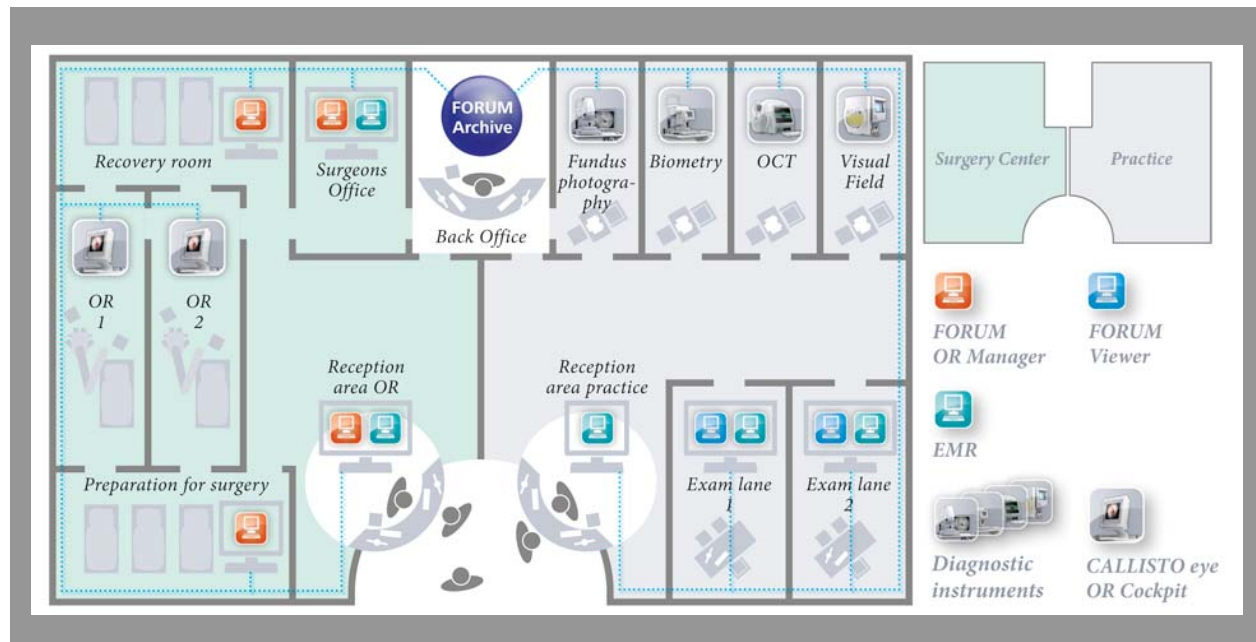 FORUM
Archive
Recovery room
Surgeons
Office
Back Office
Fundus
photogra-
phy
Biometry
OCT
Visual
Field
OR
1
OR
2
Reception
area OR
Reception
area practice
Preparation for surgery
Exam lane
1
Exam lane
2
Surgery Center
Practice
FORUM
OR Manager
FORUM
Viewer
EMR
Diagnostic
instruments
CALLISTO eye
OR Cockpit